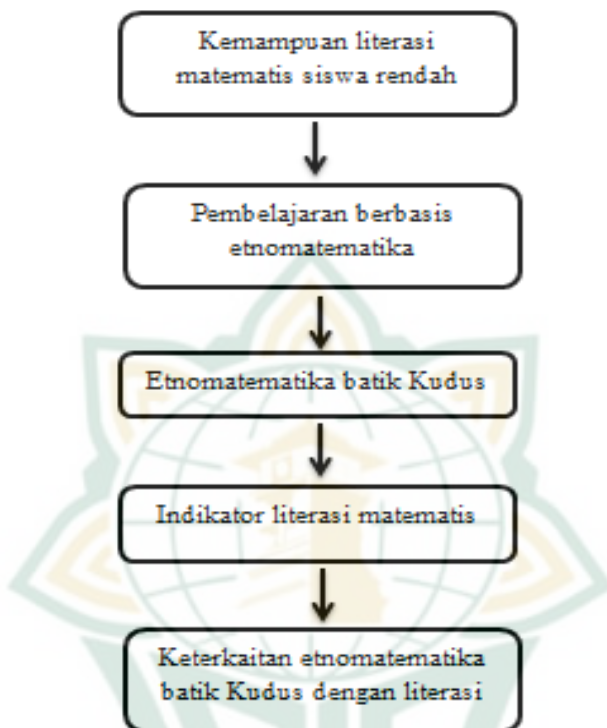 Kemampuan literasi
matematis siswa rendah
Pembelajaran berbasis
etnomatematika
Etnomatematika batik Kudus
Indikator literasi matematis
Keterkaitan etnomatematika
batik Kudus dengan literasi